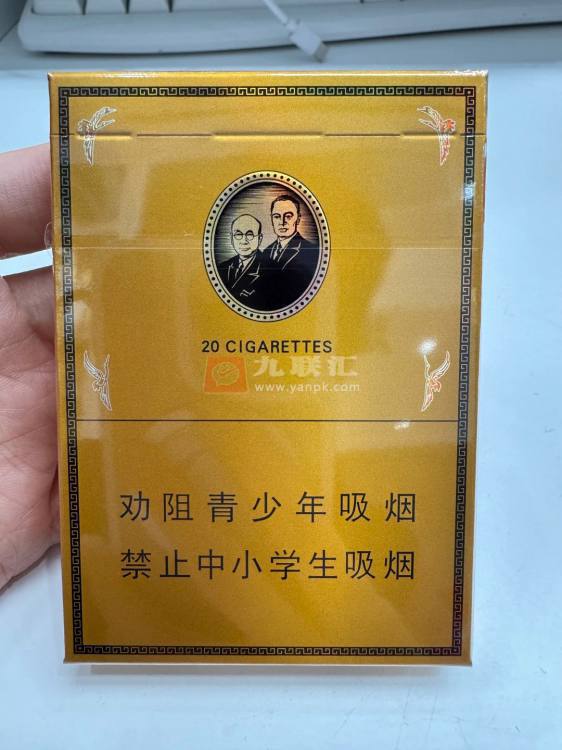 20 CIGARETTES
九联汇
www.yanpk.com
劝阻青少年吸烟
禁止中小学生吸烟